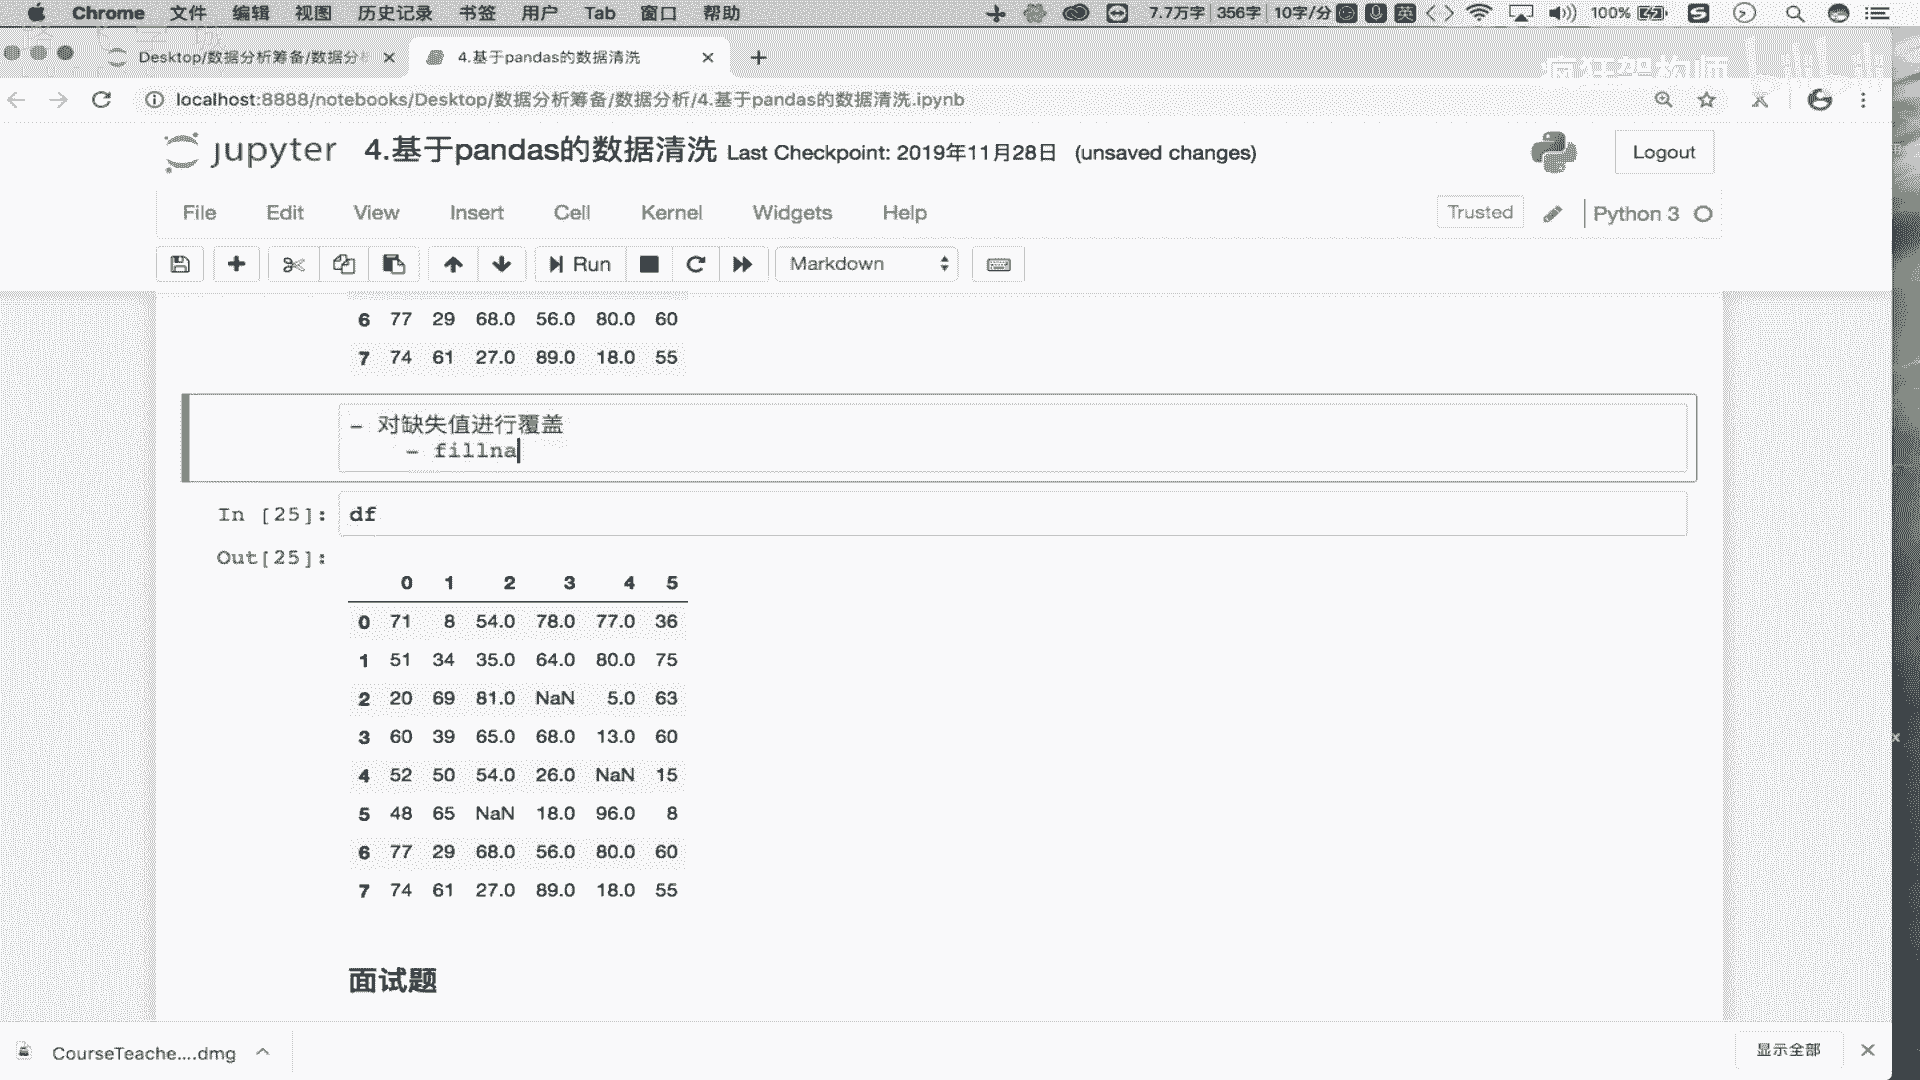 Chrome 文件 编辑 视图 历史记录 书签 用户 Tab 窗口 帮助 7.7万字 356字 10字/分 英 100%
Desktop/数据分析筹备/数据分 4.基于pandas的数据清洗
疯狂架构师 bilibili
localhost:8888/notebooks/Desktop/数据分析筹备/数据分析/4.基于pandas的数据清洗.ipynb
jupyter 4.基于pandas的数据清洗 Last Checkpoint: 2019年11月28日 (unsaved changes) Logout
File Edit View Insert Cell Kernel Widgets Help Trusted Python 3
Run Markdown
6 77 29 68.0 56.0 80.0 60
7 74 61 27.0 89.0 18.0 55
- 对缺失值进行覆盖
- fillna
In [25]: df
Out[25]:
0 1 2 3 4 5
0 71 8 54.0 78.0 77.0 36
1 51 34 35.0 64.0 80.0 75
2 20 69 81.0 NaN 5.0 63
3 60 39 65.0 68.0 13.0 60
4 52 50 54.0 26.0 NaN 15
5 48 65 NaN 18.0 96.0 8
6 77 29 68.0 56.0 80.0 60
7 74 61 27.0 89.0 18.0 55
面试题
CourseTeache....dmg 显示全部